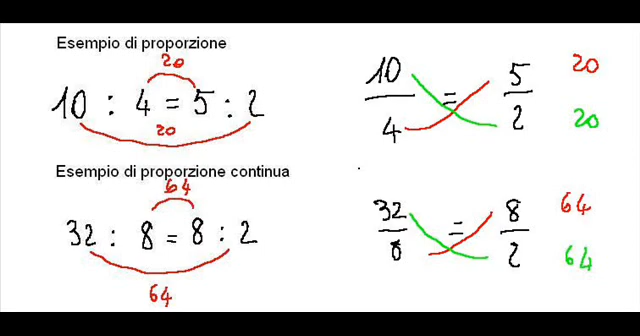 Esempio di proporzione
20
10 : 4 = 5 : 2
20
10/4 = 5/2
20
20
Esempio di proporzione continua
64
32 : 8 = 8 : 2
64
32/8 = 8/2
64
64